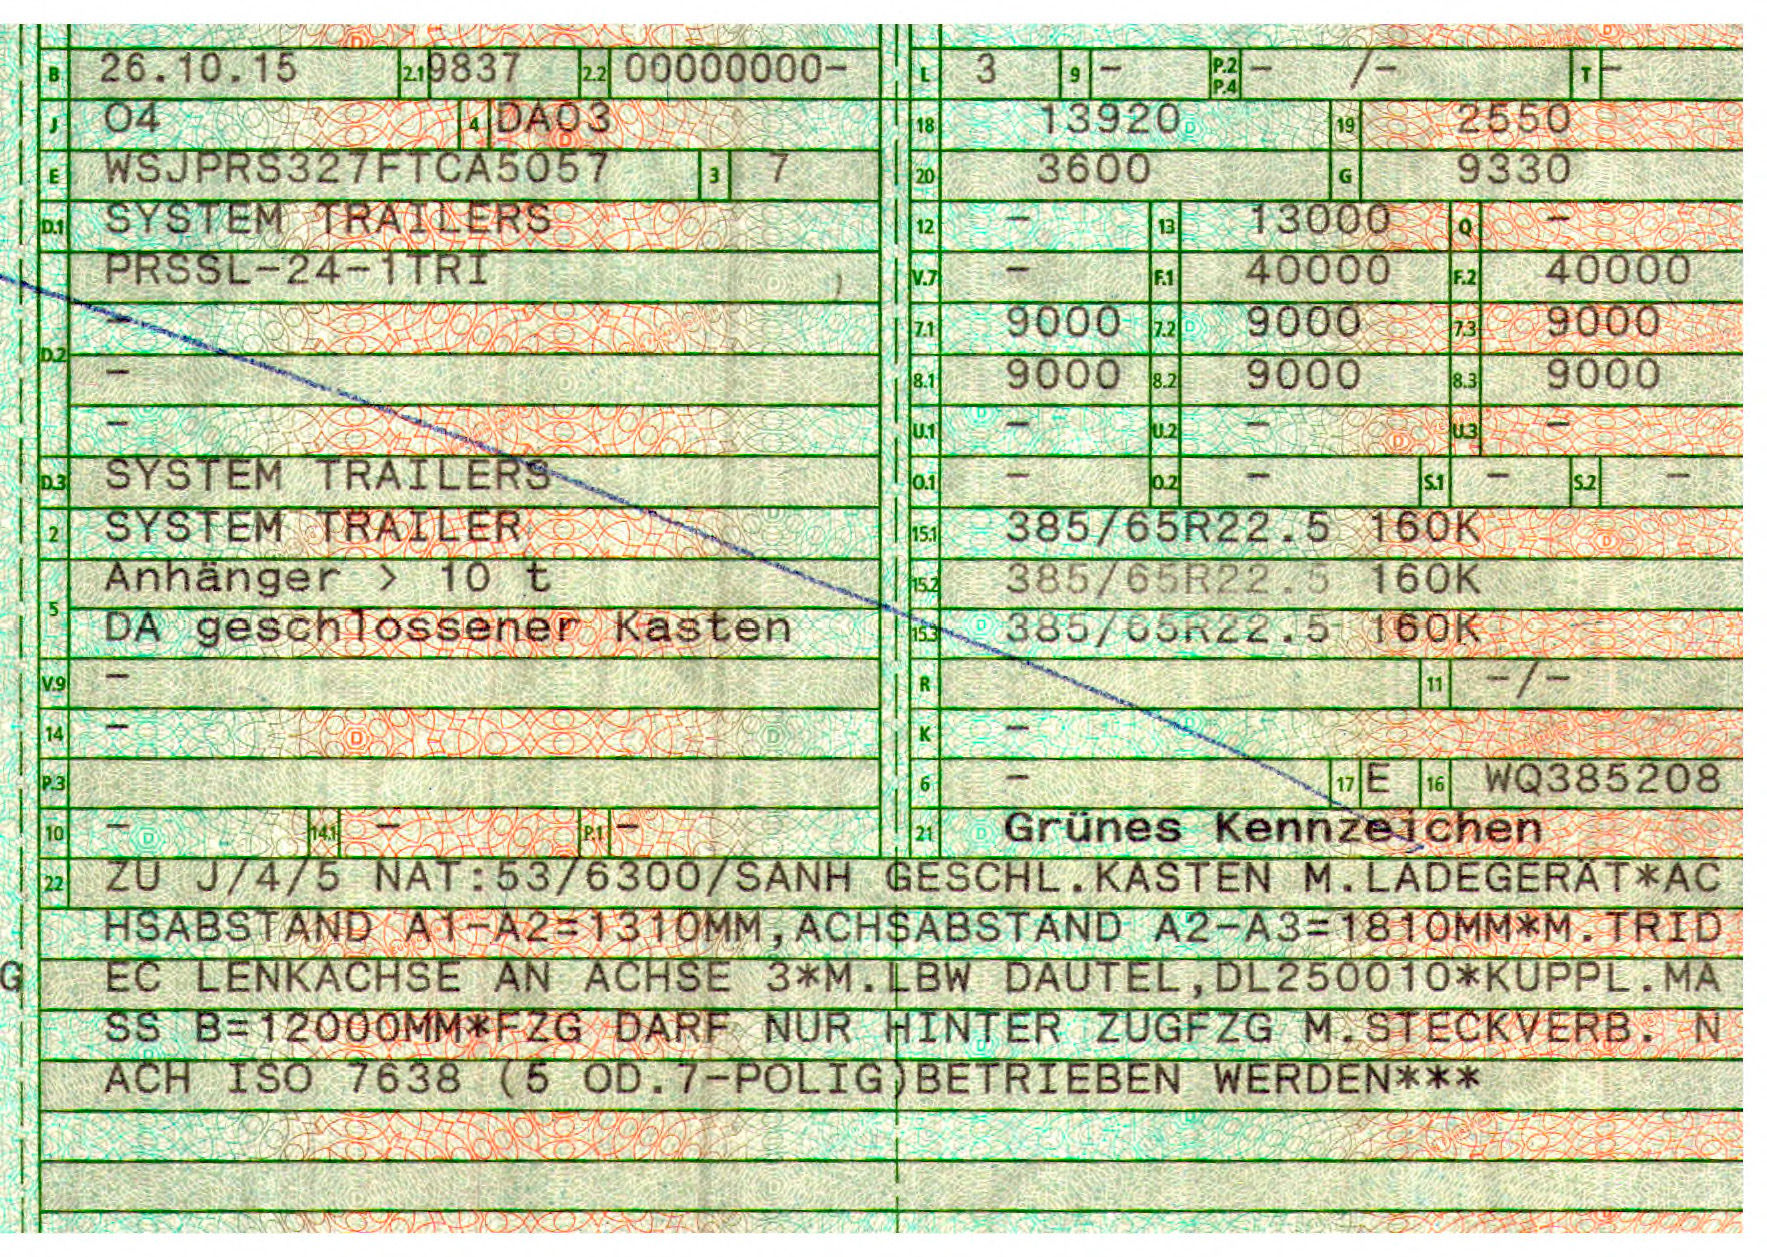 B 26.10.15 2.1 9837 2.2 00000000-
J O4 4 DA03
E WSJPRS327FTCA5057 3 7
D.1 SYSTEM TRAILERS
PRSSL-24-1TRI
-
D.2 -
-
D.3 SYSTEM TRAILERS
2 SYSTEM TRAILER
Anhänger > 10 t
5 DA geschlossener Kasten
V.9 -
14 -
P.3
10 - 14.1 - P.1 -
L 3 9 - P.2 P.4 - /- T -
18 13920 19 2550
20 3600 G 9330
12 - 13 13000 Q -
V.7 - F.1 40000 F.2 40000
7.1 9000 7.2 9000 7.3 9000
8.1 9000 8.2 9000 8.3 9000
U.1 - U.2 - U.3 -
O.1 - O.2 - S.1 - S.2 -
15.1 385/65R22.5 160K
15.2 385/65R22.5 160K
15.3 385/65R22.5 160K
R 11 -/-
K -
6 - 17 E 16 WQ385208
21 Grünes Kennzeichen
22 ZU J/4/5 NAT:53/6300/SANH GESCHL.KASTEN M.LADEGERÄT*AC
HSABSTAND A1-A2=1310MM,ACHSABSTAND A2-A3=1810MM*M.TRID
G EC LENKACHSE AN ACHSE 3*M.LBW DAUTEL,DL250010*KUPPL.MA
SS B=12000MM*FZG DARF NUR HINTER ZUGFZG M.STECKVERB. N
ACH ISO 7638 (5 OD.7-POLIG)BETRIEBEN WERDEN***